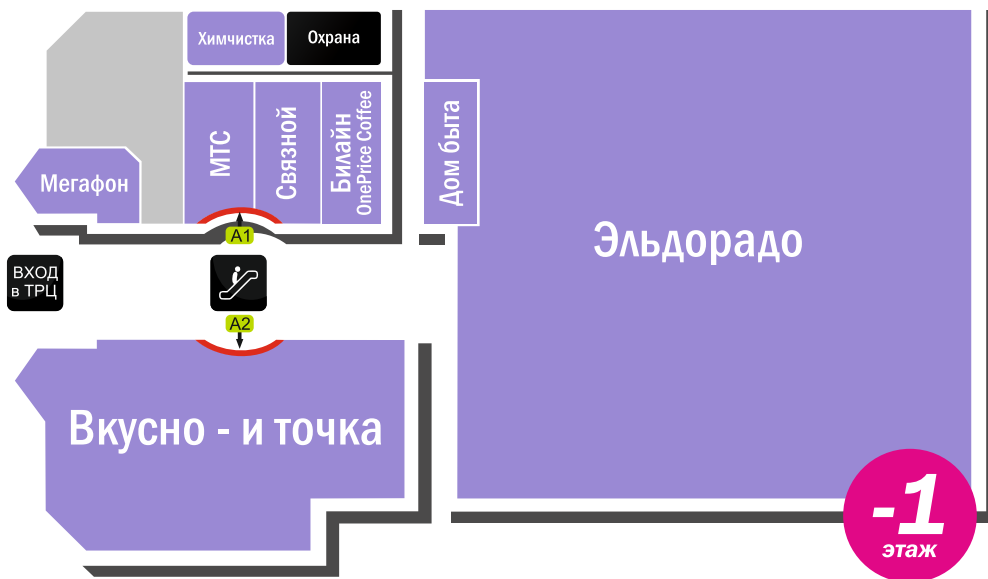 Химчистка
Охрана
МТС
Связной
Билайн
OnePrice Coffee
Дом быта
Мегафон
Эльдорадо
A1
ВХОД
в ТРЦ
A2
Вкусно - и точка
-1
этаж